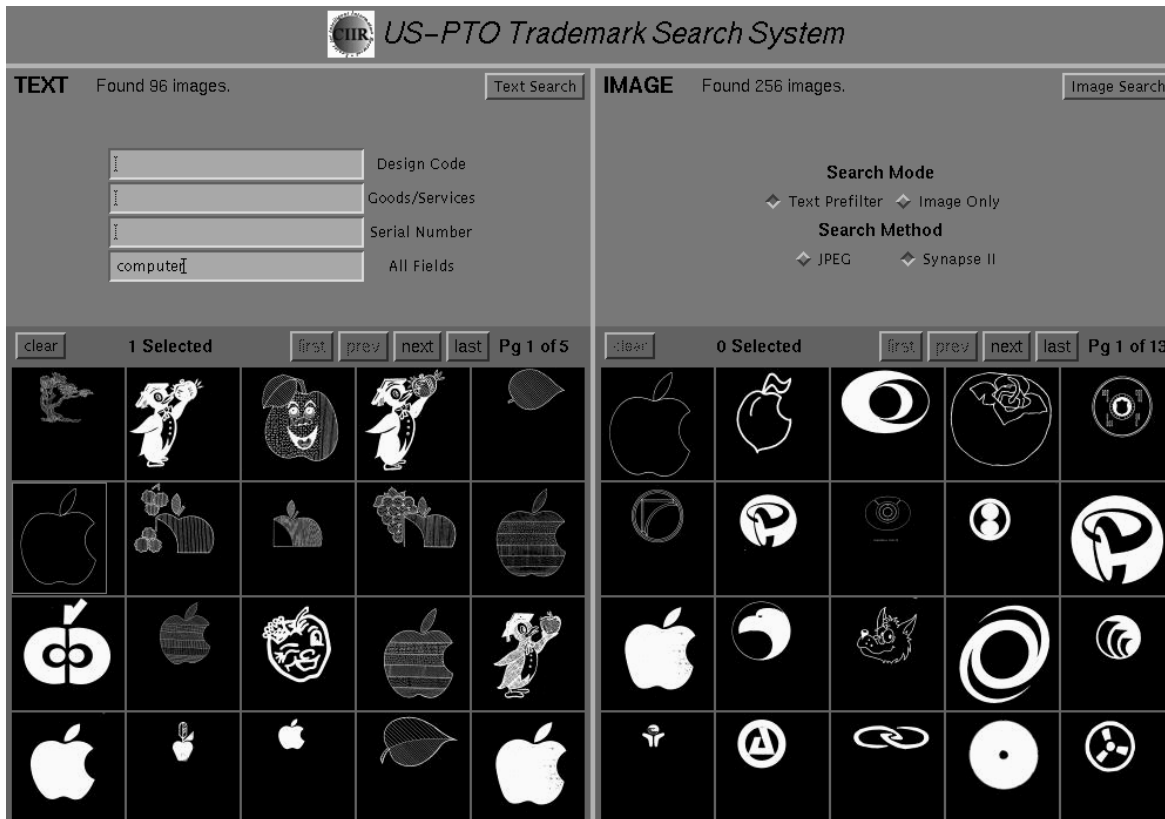 CIIR US-PTO Trademark Search System
TEXT Found 96 images. Text Search
Design Code
Goods/Services
Serial Number
computer All Fields
clear 1 Selected first prev next last Pg 1 of 5
IMAGE Found 256 images. Image Search
Search Mode
Text Prefilter Image Only
Search Method
JPEG Synapse II
clear 0 Selected first prev next last Pg 1 of 13